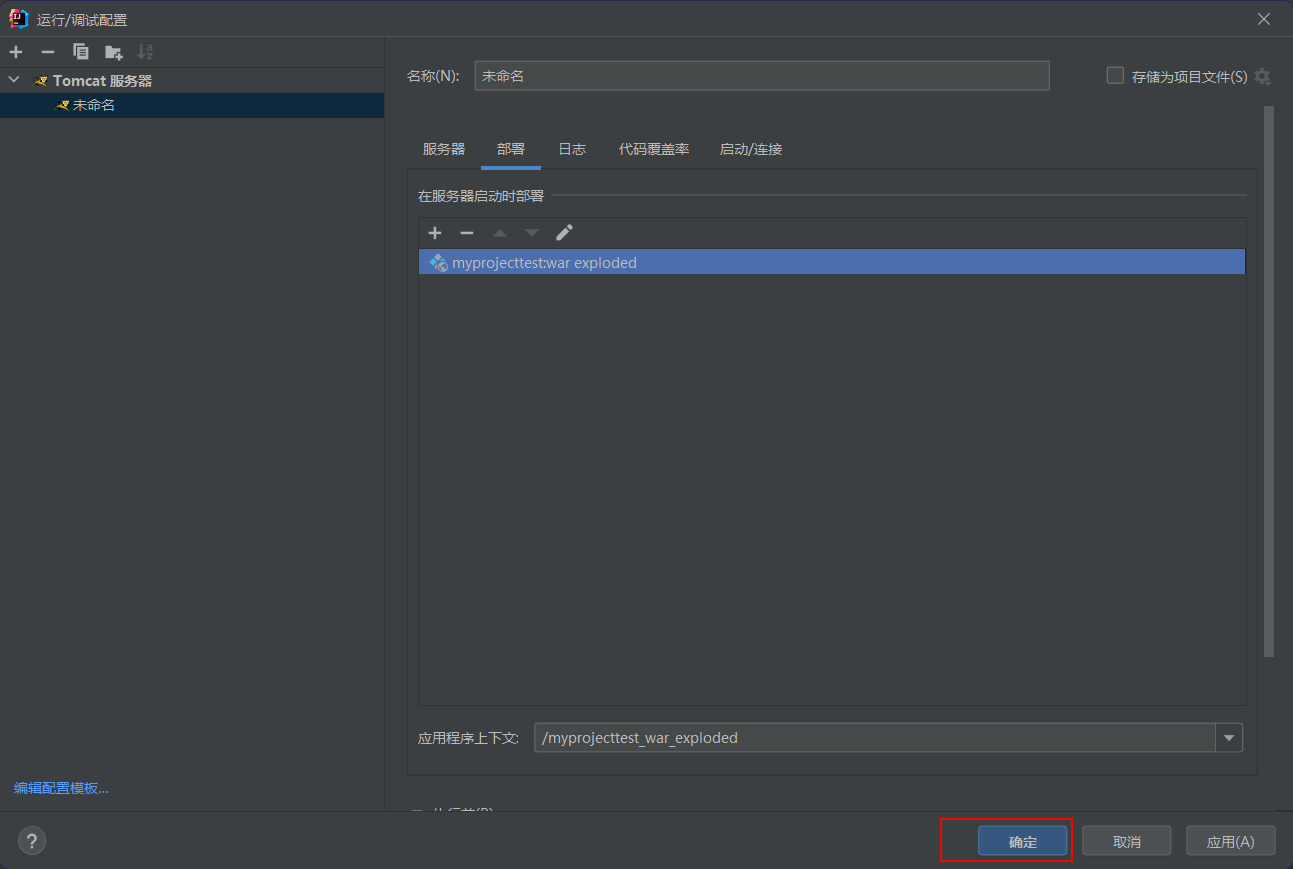 运行/调试配置
Tomcat 服务器
未命名
名称(N): 未命名 存储为项目文件(S)
服务器 部署 日志 代码覆盖率 启动/连接
在服务器启动时部署
myprojecttest:war exploded
应用程序上下文: /myprojecttest_war_exploded
编辑配置模板...
? 确定 取消 应用(A)